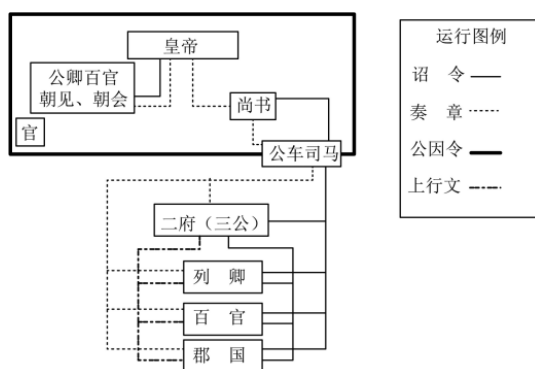 皇帝
公卿百官
朝见、朝会
尚书
官
公车司马
二府（三公）
列 卿
百 官
郡 国
运行图例
诏 令
奏 章
公因令
上行文